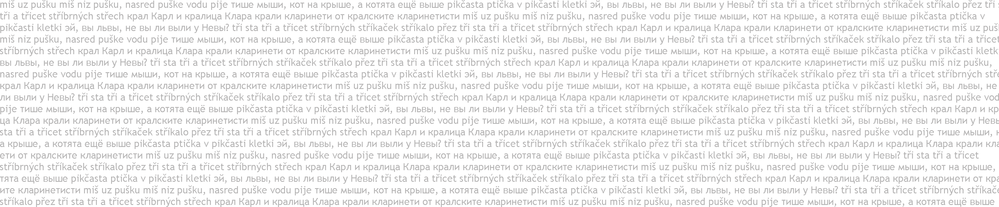 miš uz pušku miš niz pušku, nasred puške vodu pije тише мыши, кот на крыше, а котята ещё выше pikčasta ptička v pikčasti kletki эй, вы львы, не вы ли выли у Невы? tři sta tři a třicet stříbrných stříkaček stříkalo přez tři
tři a třicet stříbrných střech крал Карл и кралица Клара крали кларинети от кралските кларинетисти miš uz pušku miš niz pušku, nasred puške vodu pije тише мыши, кот на крыше, а котята ещё выше pikčasta ptička v
pikčasti kletki эй, вы львы, не вы ли выли у Невы? tři sta tři a třicet stříbrných stříkaček stříkalo přez tři sta tři a třicet stříbrných střech крал Карл и кралица Клара крали кларинети от кралските кларинетисти miš uz puš
miš niz pušku, nasred puške vodu pije тише мыши, кот на крыше, а котята ещё выше pikčasta ptička v pikčasti kletki эй, вы львы, не вы ли выли у Невы? tři sta tři a třicet stříbrných stříkaček stříkalo přez tři sta tři a třicet
stříbrných střech крал Карл и кралица Клара крали кларинети от кралските кларинетисти miš uz pušku miš niz pušku, nasred puške vodu pije тише мыши, кот на крыше, а котята ещё выше pikčasta ptička v pikčasti kletk
вы львы, не вы ли выли у Невы? tři sta tři a třicet stříbrných stříkaček stříkalo přez tři sta tři a třicet stříbrných střech крал Карл и кралица Клара крали кларинети от кралските кларинетисти miš uz pušku miš niz pušku,
nasred puške vodu pije тише мыши, кот на крыше, а котята ещё выше pikčasta ptička v pikčasti kletki эй, вы львы, не вы ли выли у Невы? tři sta tři a třicet stříbrných stříkaček stříkalo přez tři sta tři a třicet stříbrných stře
крал Карл и кралица Клара крали кларинети от кралските кларинетисти miš uz pušku miš niz pušku, nasred puške vodu pije тише мыши, кот на крыше, а котята ещё выше pikčasta ptička v pikčasti kletki эй, вы львы, не
ли выли у Невы? tři sta tři a třicet stříbrných stříkaček stříkalo přez tři sta tři a třicet stříbrných střech крал Карл и кралица Клара крали кларинети от кралските кларинетисти miš uz pušku miš niz pušku, nasred puške vod
pije тише мыши, кот на крыше, а котята ещё выше pikčasta ptička v pikčasti kletki эй, вы львы, не вы ли выли у Невы? tři sta tři a třicet stříbrných stříkaček stříkalo přez tři sta tři a třicet stříbrných střech крал Карл и кр
ца Клара крали кларинети от кралските кларинетисти miš uz pušku miš niz pušku, nasred puške vodu pije тише мыши, кот на крыше, а котята ещё выше pikčasta ptička v pikčasti kletki эй, вы львы, не вы ли выли у Невы
sta tři a třicet stříbrných stříkaček stříkalo přez tři sta tři a třicet stříbrných střech крал Карл и кралица Клара крали кларинети от кралските кларинетисти miš uz pušku miš niz pušku, nasred puške vodu pije тише мыши, к
а крыше, а котята ещё выше pikčasta ptička v pikčasti kletki эй, вы львы, не вы ли выли у Невы? tři sta tři a třicet stříbrných stříkaček stříkalo přez tři sta tři a třicet stříbrných střech крал Карл и кралица Клара крали кла
ети от кралските кларинетисти miš uz pušku miš niz pušku, nasred puške vodu pije тише мыши, кот на крыше, а котята ещё выше pikčasta ptička v pikčasti kletki эй, вы львы, не вы ли выли у Невы? tři sta tři a třicet
stříbrných stříkaček stříkalo přez tři sta tři a třicet stříbrných střech крал Карл и кралица Клара крали кларинети от кралските кларинетисти miš uz pušku miš niz pušku, nasred puške vodu pije тише мыши, кот на крыше,
тята ещё выше pikčasta ptička v pikčasti kletki эй, вы львы, не вы ли выли у Невы? tři sta tři a třicet stříbrných stříkaček stříkalo přez tři sta tři a třicet stříbrných střech крал Карл и кралица Клара крали кларинети от кра
ите кларинетисти miš uz pušku miš niz pušku, nasred puške vodu pije тише мыши, кот на крыше, а котята ещё выше pikčasta ptička v pikčasti kletki эй, вы львы, не вы ли выли у Невы? tři sta tři a třicet stříbrných stříkače
stříkalo přez tři sta tři a třicet stříbrných střech крал Карл и кралица Клара крали кларинети от кралските кларинетисти miš uz pušku miš niz pušku, nasred puške vodu pije тише мыши, кот на крыше, а котята ещё выше